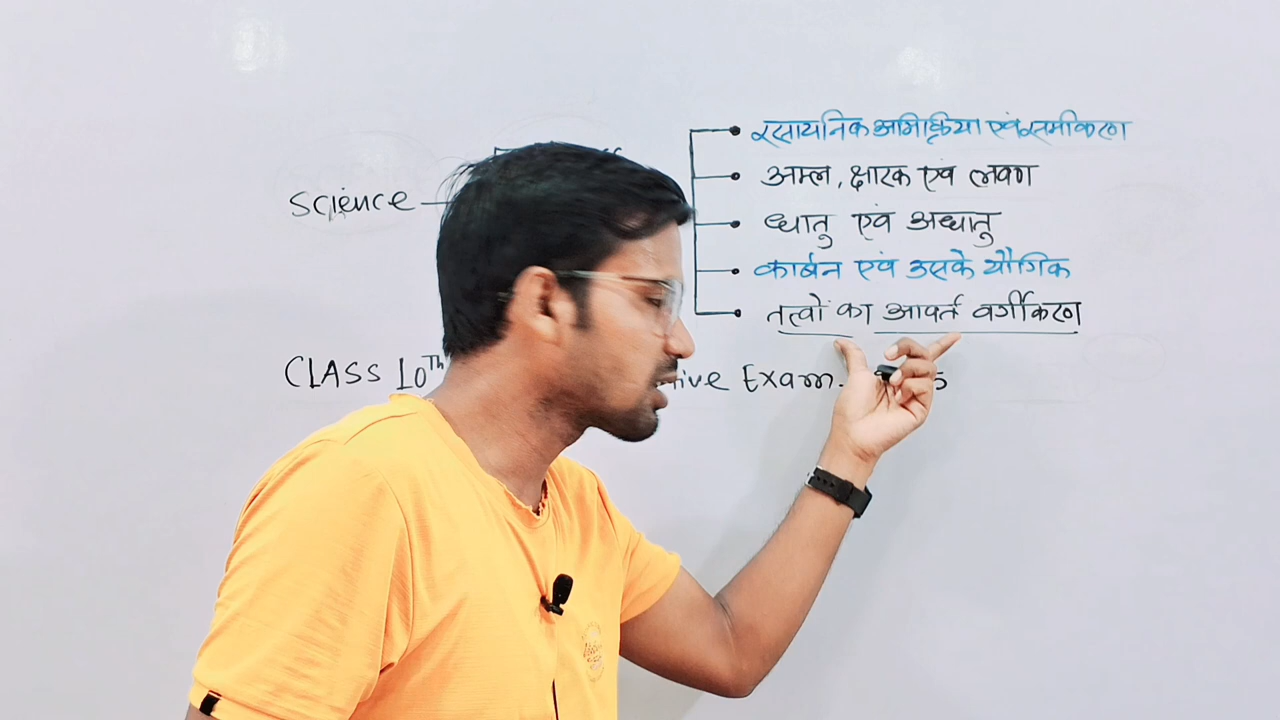 रसायनिक अभिक्रिया एवं समीकरण
Science
अम्ल, क्षारक एवं लवण
धातु एवं अधातु
कार्बन एवं उसके यौगिक
तत्वों का आवर्त वर्गीकरण
CLASS 10Th
tive Exam.